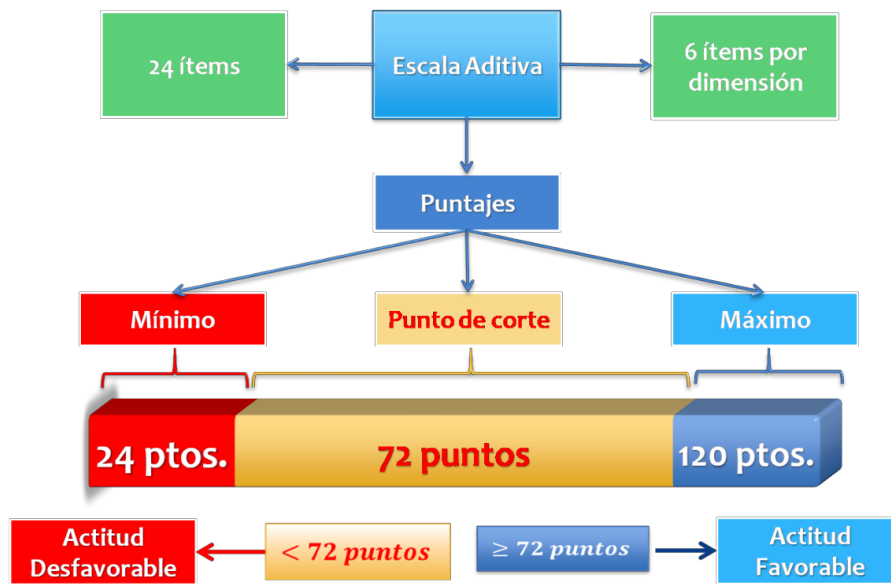 24 ítems
Escala Aditiva
6 ítems por
dimensión
Puntajes
Mínimo
Punto de corte
Máximo
24 ptos.
72 puntos
120 ptos.
Actitud
Desfavorable
< 72 puntos
≥ 72 puntos
Actitud
Favorable